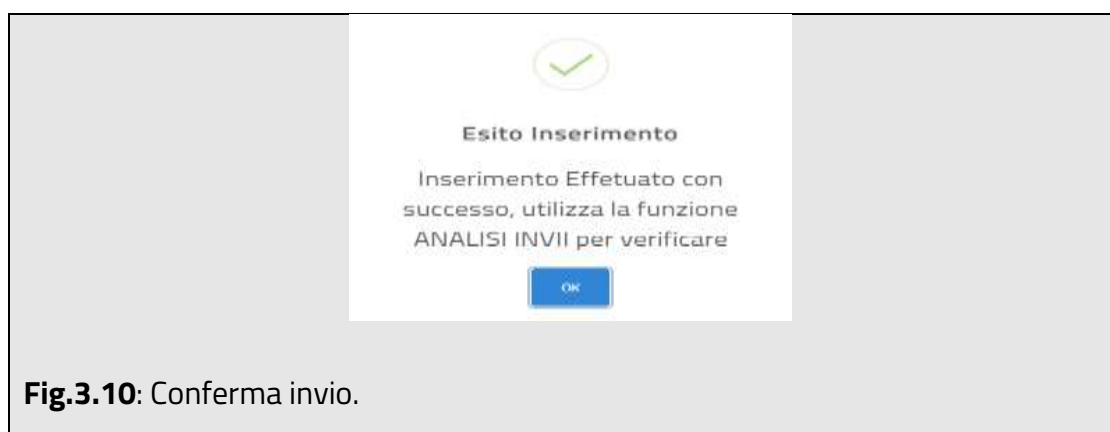 Esito Inserimento
Inserimento Effetuato con
successo, utilizza la funzione
ANALISI INVII per verificare
OK
Fig.3.10: Conferma invio.